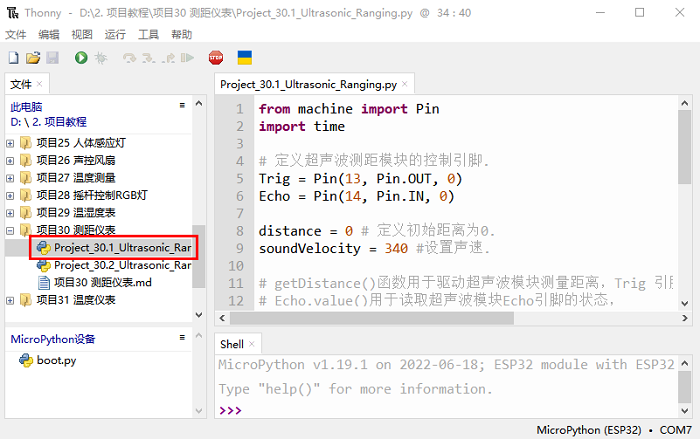 Thonny - D:\2. 项目教程\项目30 测距仪表\Project_30.1_Ultrasonic_Ranging.py @ 34 : 40
文件 编辑 视图 运行 工具 帮助
STOP
文件 ×
此电脑
D: \ 2. 项目教程
项目25 人体感应灯
项目26 声控风扇
项目27 温度测量
项目28 摇杆控制RGB灯
项目29 温湿度表
项目30 测距仪表
Project_30.1_Ultrasonic_Rar
Project_30.2_Ultrasonic_Rar
项目30 测距仪表.md
项目31 温度仪表
MicroPython设备
boot.py
Project_30.1_Ultrasonic_Ranging.py ×
1 from machine import Pin
2 import time
3
4 # 定义超声波测距模块的控制引脚.
5 Trig = Pin(13, Pin.OUT, 0)
6 Echo = Pin(14, Pin.IN, 0)
7
8 distance = 0 # 定义初始距离为0.
9 soundVelocity = 340 #设置声速.
10
11 # getDistance()函数用于驱动超声波模块测量距离, Trig 引脚
12 # Echo.value()用于读取超声波模块Echo引脚的状态,
Shell ×
MicroPython v1.19.1 on 2022-06-18; ESP32 module with ESP32
Type "help()" for more information.
>>>
MicroPython (ESP32) • COM7